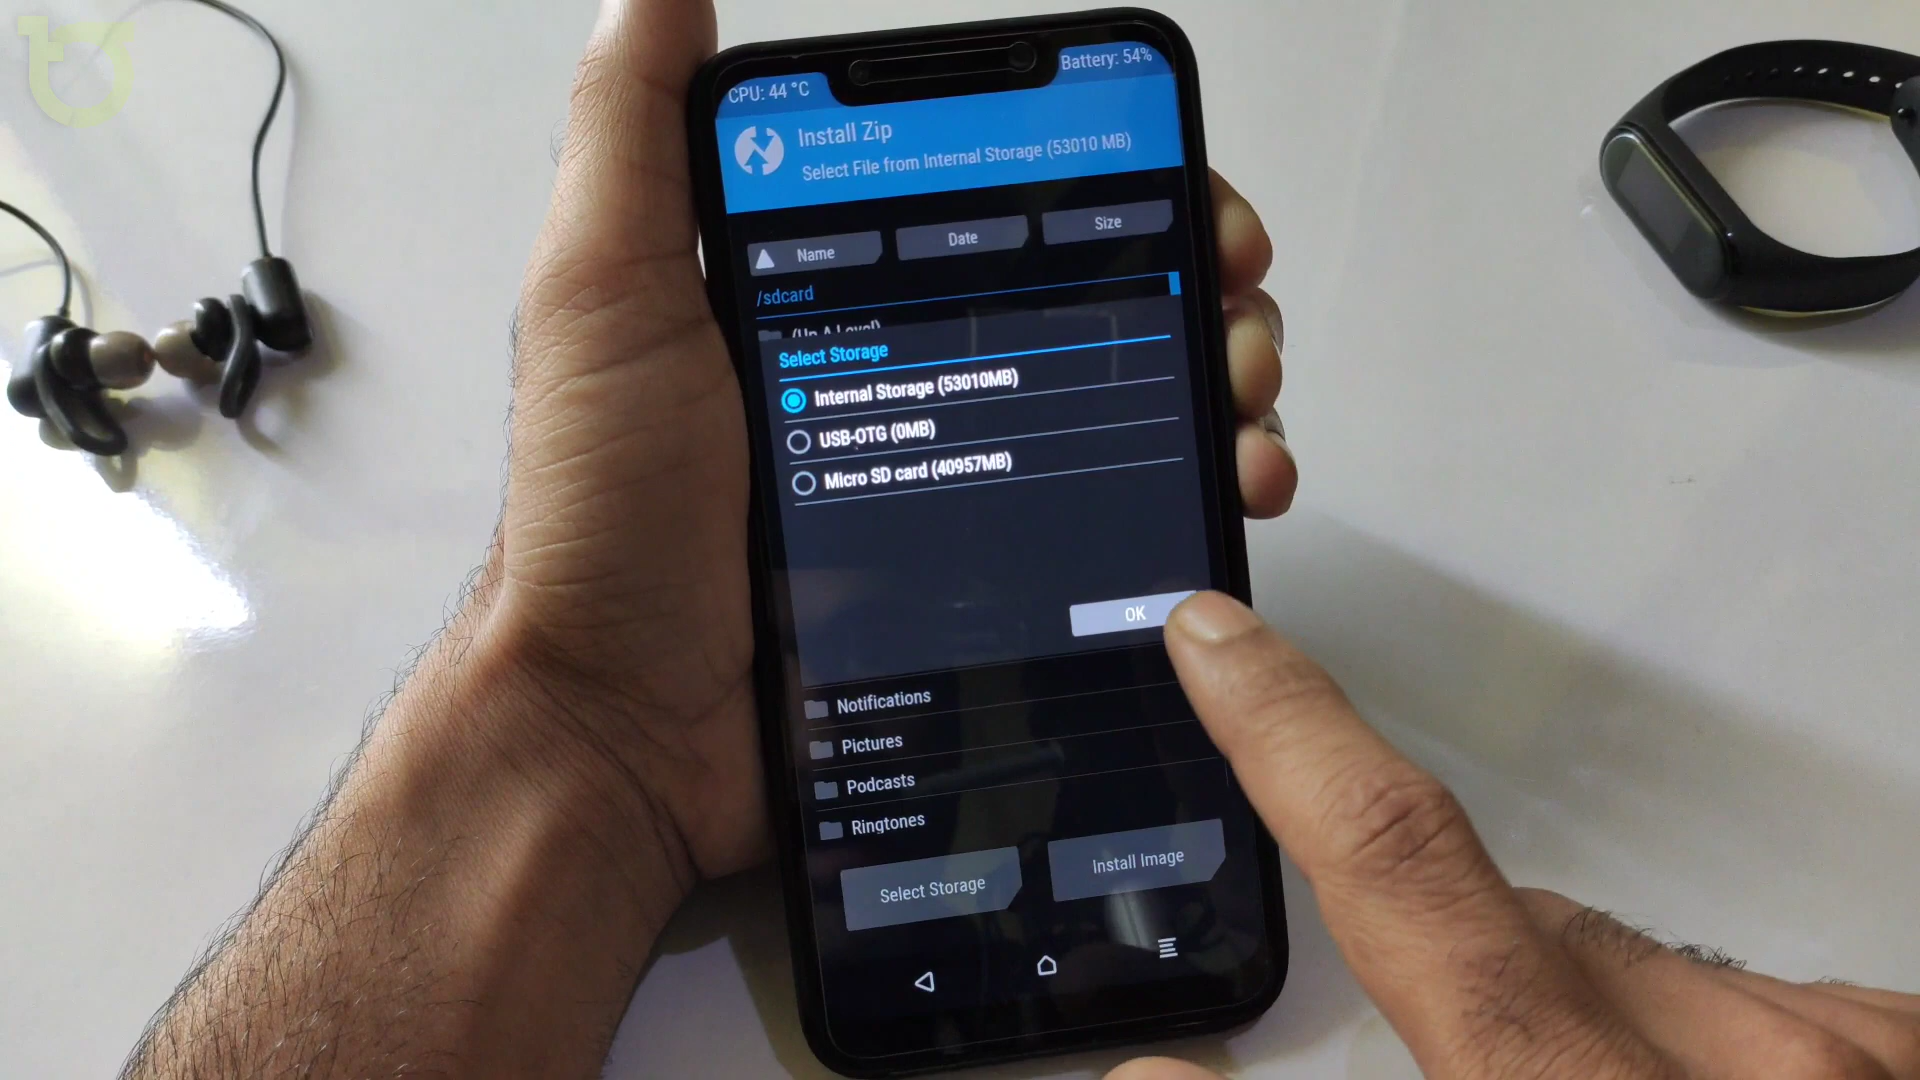 CPU: 44 °C
Battery: 54%
Install Zip
Select File from Internal Storage (53010 MB)
Name
Date
Size
/sdcard
(Up A Level)
Select Storage
Internal Storage (53010MB)
USB-OTG (0MB)
Micro SD card (40957MB)
OK
Notifications
Pictures
Podcasts
Ringtones
Select Storage
Install Image